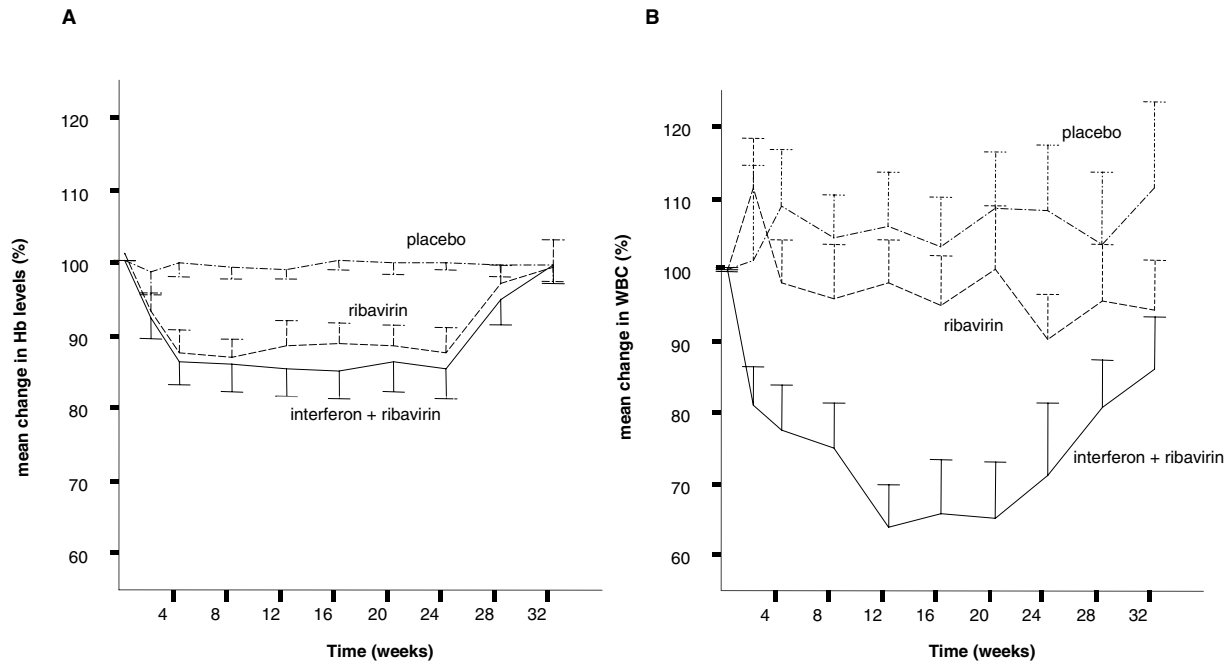 A
mean change in Hb levels (%)
120
110
100
90
80
70
60
placebo
ribavirin
interferon + ribavirin
4 8 12 16 20 24 28 32
Time (weeks)
B
mean change in WBC (%)
120
110
100
90
80
70
60
placebo
ribavirin
interferon + ribavirin
4 8 12 16 20 24 28 32
Time (weeks)